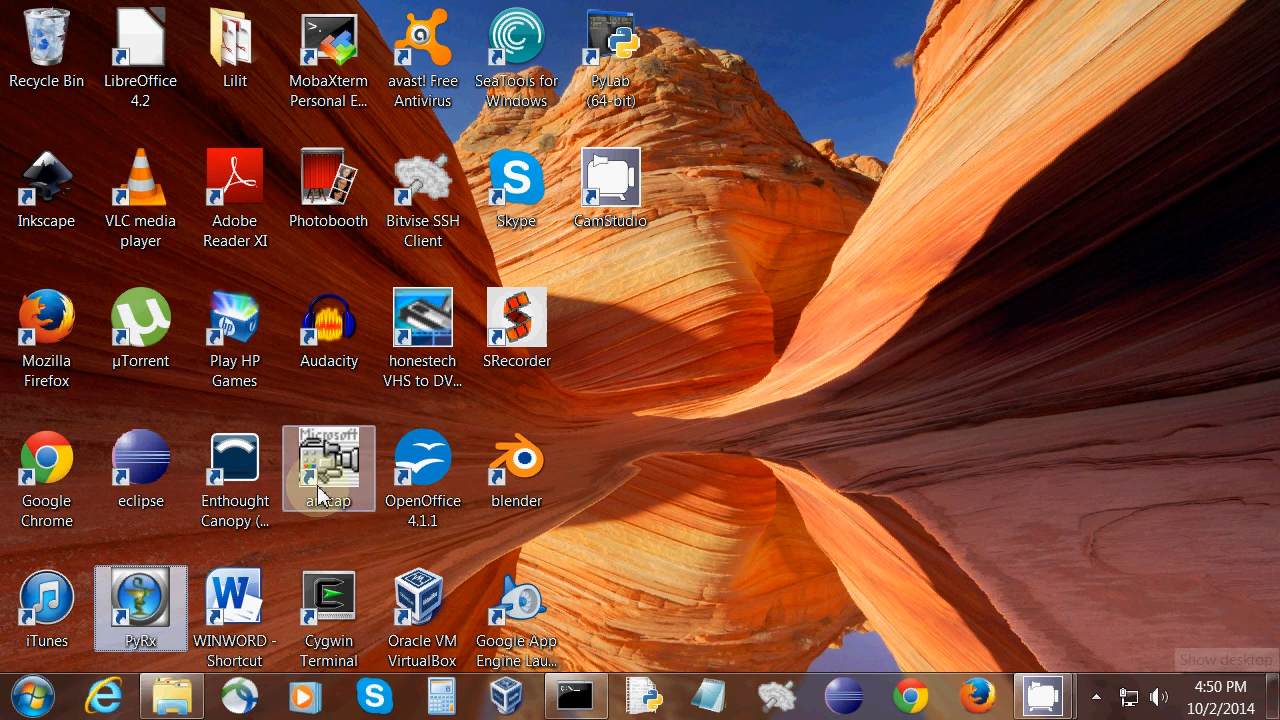 Recycle Bin
LibreOffice
4.2
Lilit
MobaXterm
Personal E...
avast! Free
Antivirus
SeaTools for
Windows
PyLab
(64-bit)
Inkscape
VLC media
player
Adobe
Reader XI
Photobooth
Bitvise SSH
Client
Skype
CamStudio
Mozilla
Firefox
µTorrent
Play HP
Games
Audacity
honestech
VHS to DV...
SRecorder
Google
Chrome
eclipse
Enthought
Canopy (...
Microsoft
OpenOffice
4.1.1
blender
iTunes
PyRx
WINWORD -
Shortcut
Cygwin
Terminal
Oracle VM
VirtualBox
Google App
Engine Lau...
Show desktop
4:50 PM
10/2/2014